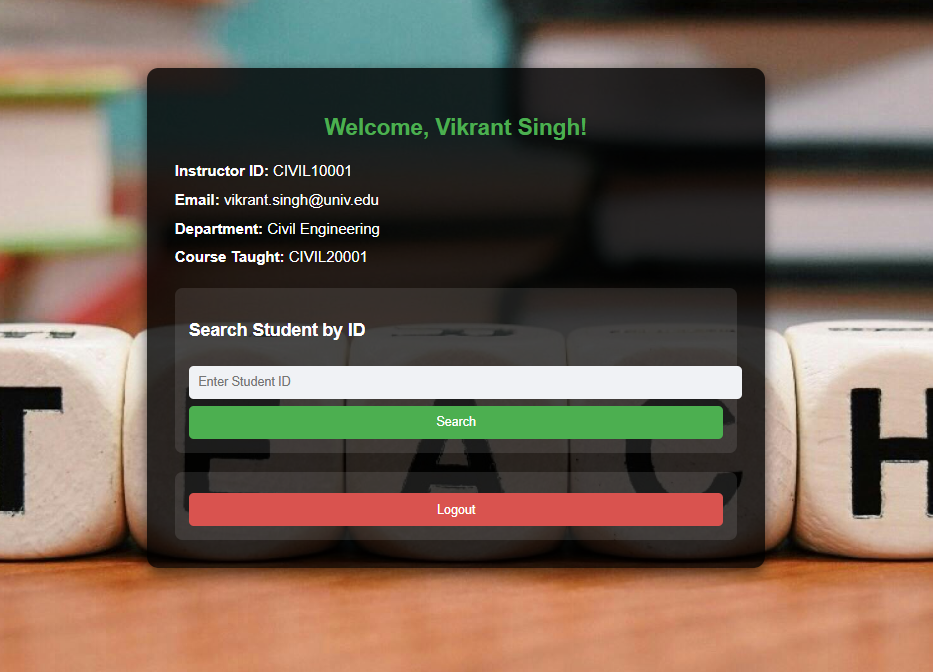 Welcome, Vikrant Singh!
Instructor ID: CIVIL10001
Email: vikrant.singh@univ.edu
Department: Civil Engineering
Course Taught: CIVIL20001
Search Student by ID
Enter Student ID
Search
Logout
T E A C H